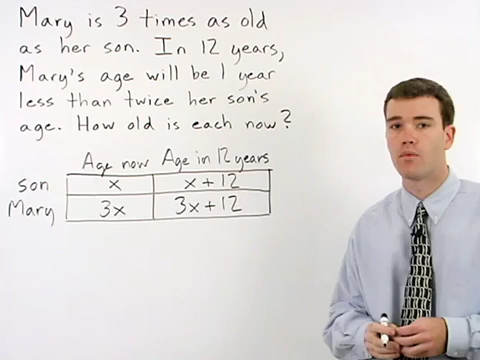 Mary is 3 times as old
as her son. In 12 years,
Mary's age will be 1 year
less than twice her son's
age. How old is each now?
Age now Age in 12 years
son x x + 12
Mary 3x 3x + 12